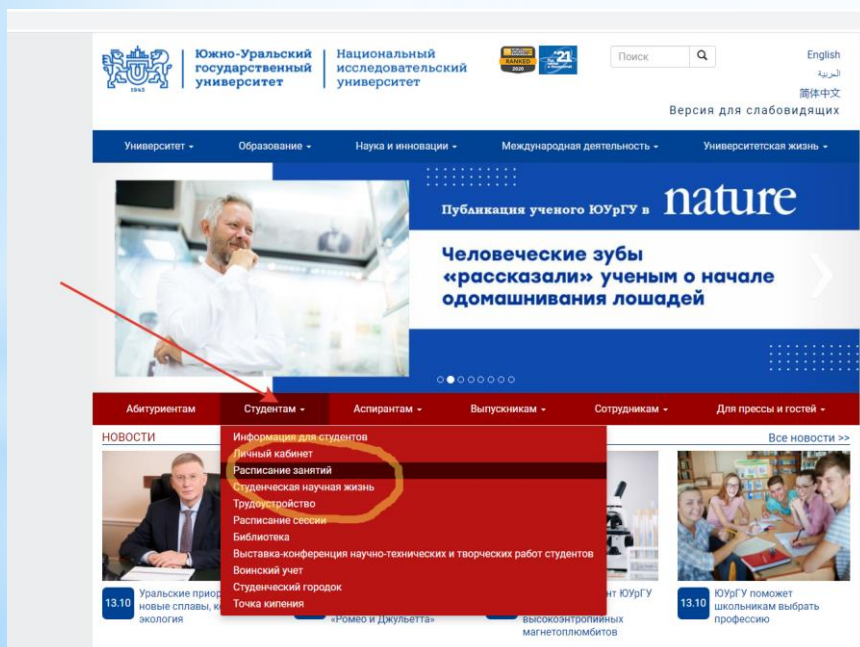 Южно-Уральский
государственный
университет
Национальный
исследовательский
университет
1943
RANKED
2020
21
Поиск
English
العربية
简体中文
Версия для слабовидящих
Университет
Образование
Наука и инновации
Международная деятельность
Университетская жизнь
Публикация ученого ЮУрГУ в nature
Человеческие зубы
«рассказали» ученым о начале
одомашнивания лошадей
Абитуриентам
Студентам
Аспирантам
Выпускникам
Сотрудникам
Для прессы и гостей
НОВОСТИ
Все новости >>
Информация для студентов
Личный кабинет
Расписание занятий
Студенческая научная жизнь
Трудоустройство
Расписание сессии
Библиотека
Выставка-конференция научно-технических и творческих работ студентов
Воинский учет
Студенческий городок
Точка кипения
13.10
Уральские
новые сплавы,
экология
«Ромео и Джульетта»
ЮУрГУ
высокоэнтропийных
магнетоплюмбитов
13.10
ЮУрГУ поможет
школьникам выбрать
профессию